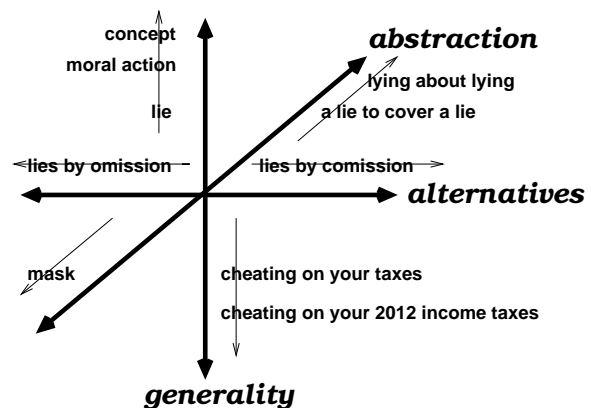 concept
abstraction
moral action
lying about lying
lie
a lie to cover a lie
lies by omission
lies by comission
alternatives
mask
cheating on your taxes
cheating on your 2012 income taxes
generality